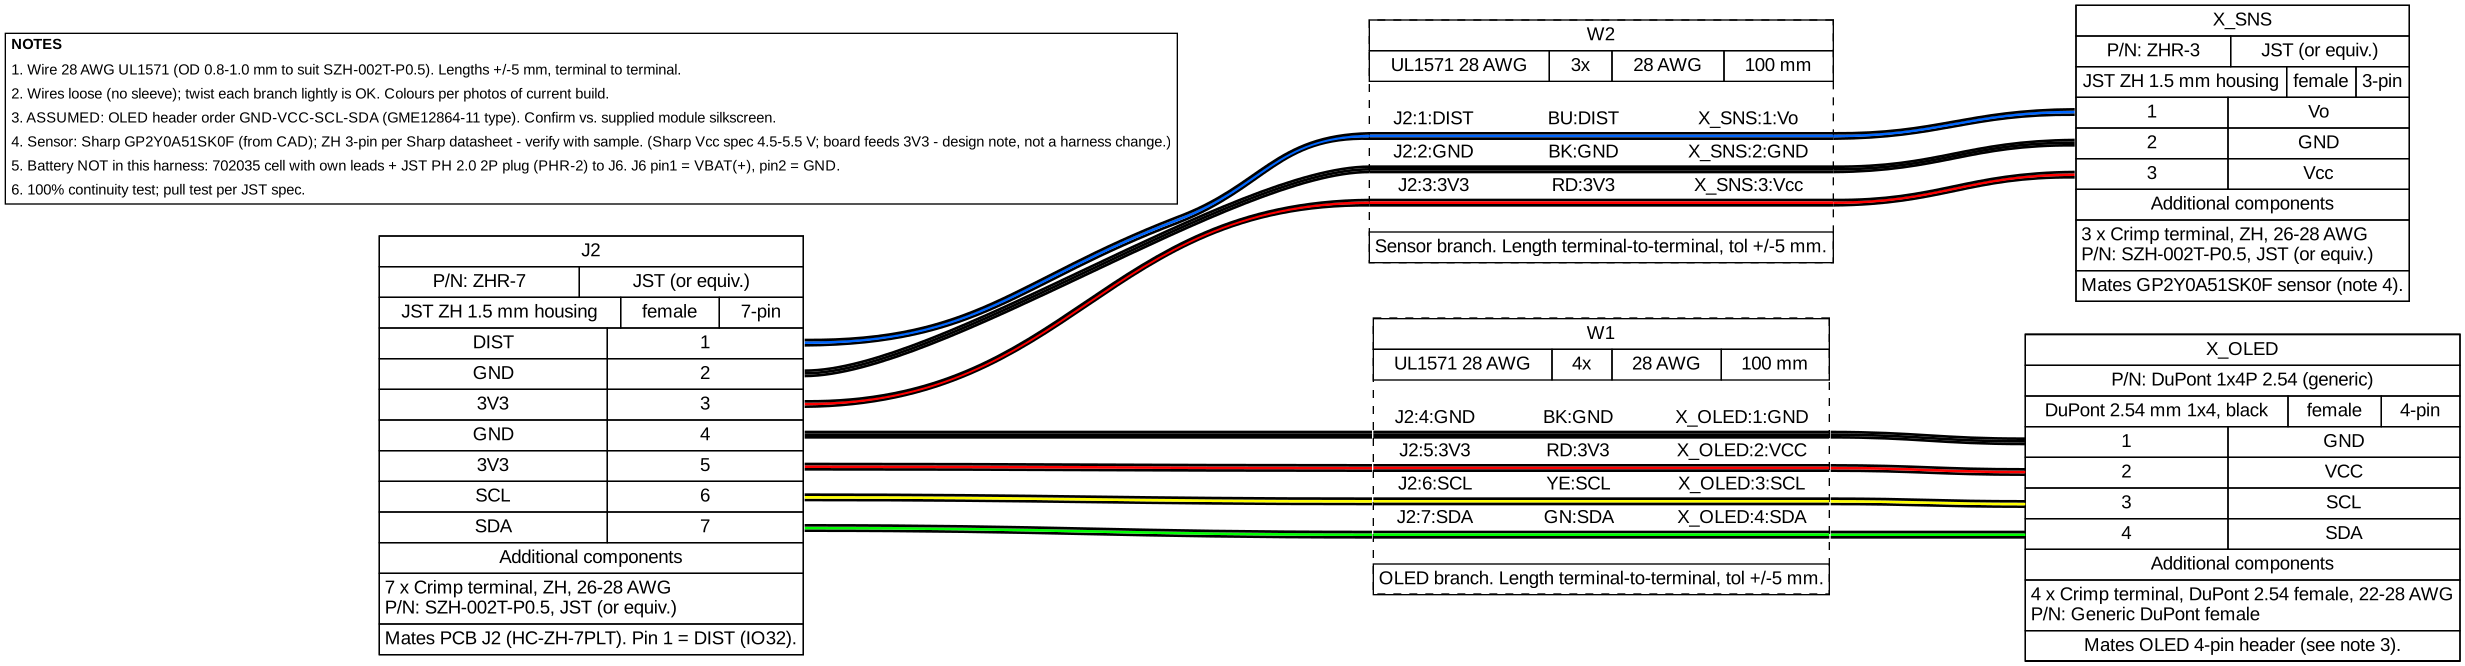 NOTES
1. Wire 28 AWG UL1571 (OD 0.8-1.0 mm to suit SZH-002T-P0.5). Lengths +/-5 mm, terminal to terminal.
2. Wires loose (no sleeve); twist each branch lightly is OK. Colours per photos of current build.
3. ASSUMED: OLED header order GND-VCC-SCL-SDA (GME12864-11 type). Confirm vs. supplied module silkscreen.
4. Sensor: Sharp GP2Y0A51SK0F (from CAD); ZH 3-pin per Sharp datasheet - verify with sample. (Sharp Vcc spec 4.5-5.5 V; board feeds 3V3 - design note, not a harness change.)
5. Battery NOT in this harness: 702035 cell with own leads + JST PH 2.0 2P plug (PHR-2) to J6. J6 pin1 = VBAT(+), pin2 = GND.
6. 100% continuity test; pull test per JST spec.
J2
P/N: ZHR-7 JST (or equiv.)
JST ZH 1.5 mm housing female 7-pin
DIST 1
GND 2
3V3 3
GND 4
3V3 5
SCL 6
SDA 7
Additional components
7 x Crimp terminal, ZH, 26-28 AWG
P/N: SZH-002T-P0.5, JST (or equiv.)
Mates PCB J2 (HC-ZH-7PLT). Pin 1 = DIST (IO32).
W2
UL1571 28 AWG 3x 28 AWG 100 mm
J2:1:DIST BU:DIST X_SNS:1:Vo
J2:2:GND BK:GND X_SNS:2:GND
J2:3:3V3 RD:3V3 X_SNS:3:Vcc
Sensor branch. Length terminal-to-terminal, tol +/-5 mm.
W1
UL1571 28 AWG 4x 28 AWG 100 mm
J2:4:GND BK:GND X_OLED:1:GND
J2:5:3V3 RD:3V3 X_OLED:2:VCC
J2:6:SCL YE:SCL X_OLED:3:SCL
J2:7:SDA GN:SDA X_OLED:4:SDA
OLED branch. Length terminal-to-terminal, tol +/-5 mm.
X_SNS
P/N: ZHR-3 JST (or equiv.)
JST ZH 1.5 mm housing female 3-pin
1 Vo
2 GND
3 Vcc
Additional components
3 x Crimp terminal, ZH, 26-28 AWG
P/N: SZH-002T-P0.5, JST (or equiv.)
Mates GP2Y0A51SK0F sensor (note 4).
X_OLED
P/N: DuPont 1x4P 2.54 (generic)
DuPont 2.54 mm 1x4, black female 4-pin
1 GND
2 VCC
3 SCL
4 SDA
Additional components
4 x Crimp terminal, DuPont 2.54 female, 22-28 AWG
P/N: Generic DuPont female
Mates OLED 4-pin header (see note 3).